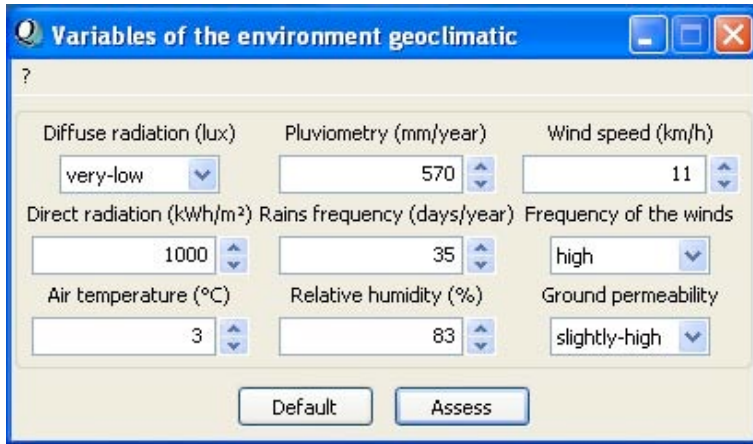 Variables of the environment geoclimatic
?
Diffuse radiation (lux) Pluviometry (mm/year) Wind speed (km/h)
very-low 570 11
Direct radiation (kWh/m²) Rains frequency (days/year) Frequency of the winds
1000 35 high
Air temperature (°C) Relative humidity (%) Ground permeability
3 83 slightly-high
Default Assess